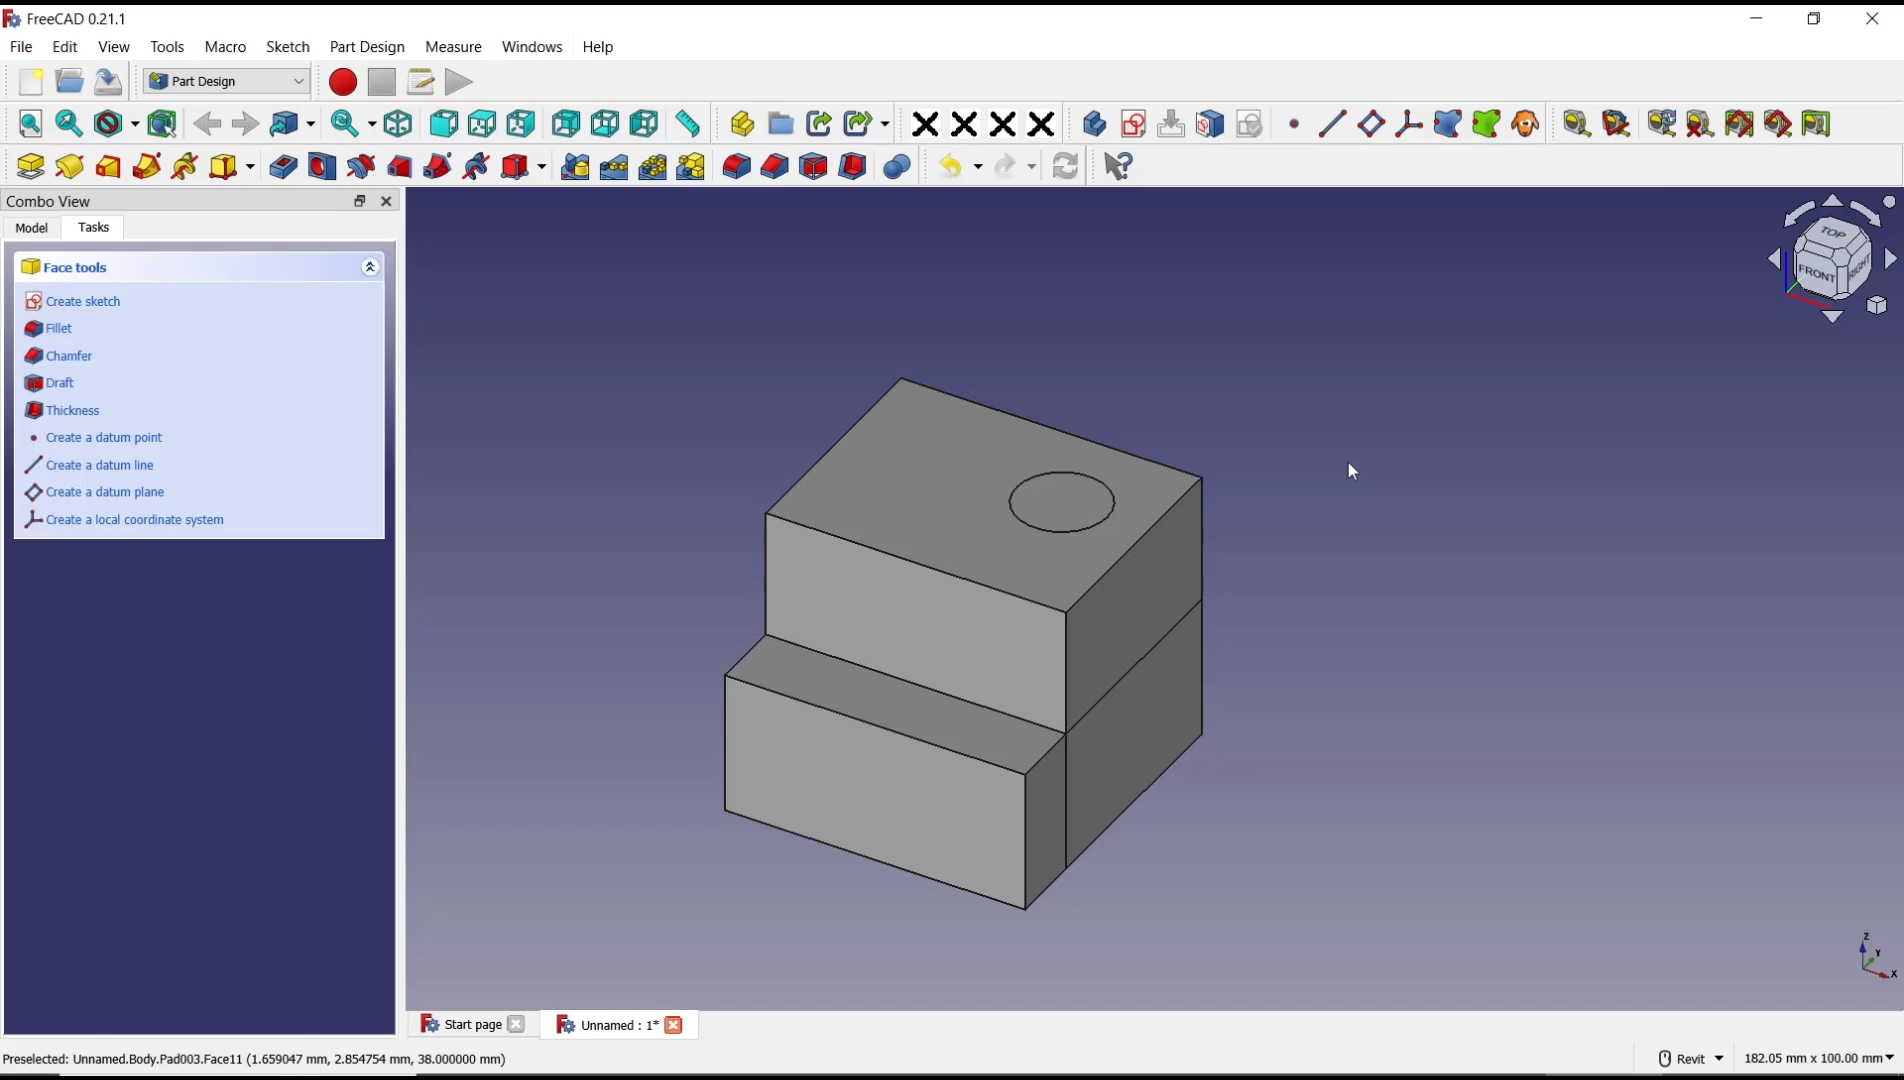 FreeCAD 0.21.1
File Edit View Tools Macro Sketch Part Design Measure Windows Help
Part Design
Combo View
Model Tasks
Face tools
Create sketch
Fillet
Chamfer
Draft
Thickness
Create a datum point
Create a datum line
Create a datum plane
Create a local coordinate system
TOP
FRONT RIGHT
Z
Y
X
Start page Unnamed : 1*
Preselected: Unnamed.Body.Pad003.Face11 (1.659047 mm, 2.854754 mm, 38.000000 mm) Revit 182.05 mm x 100.00 mm